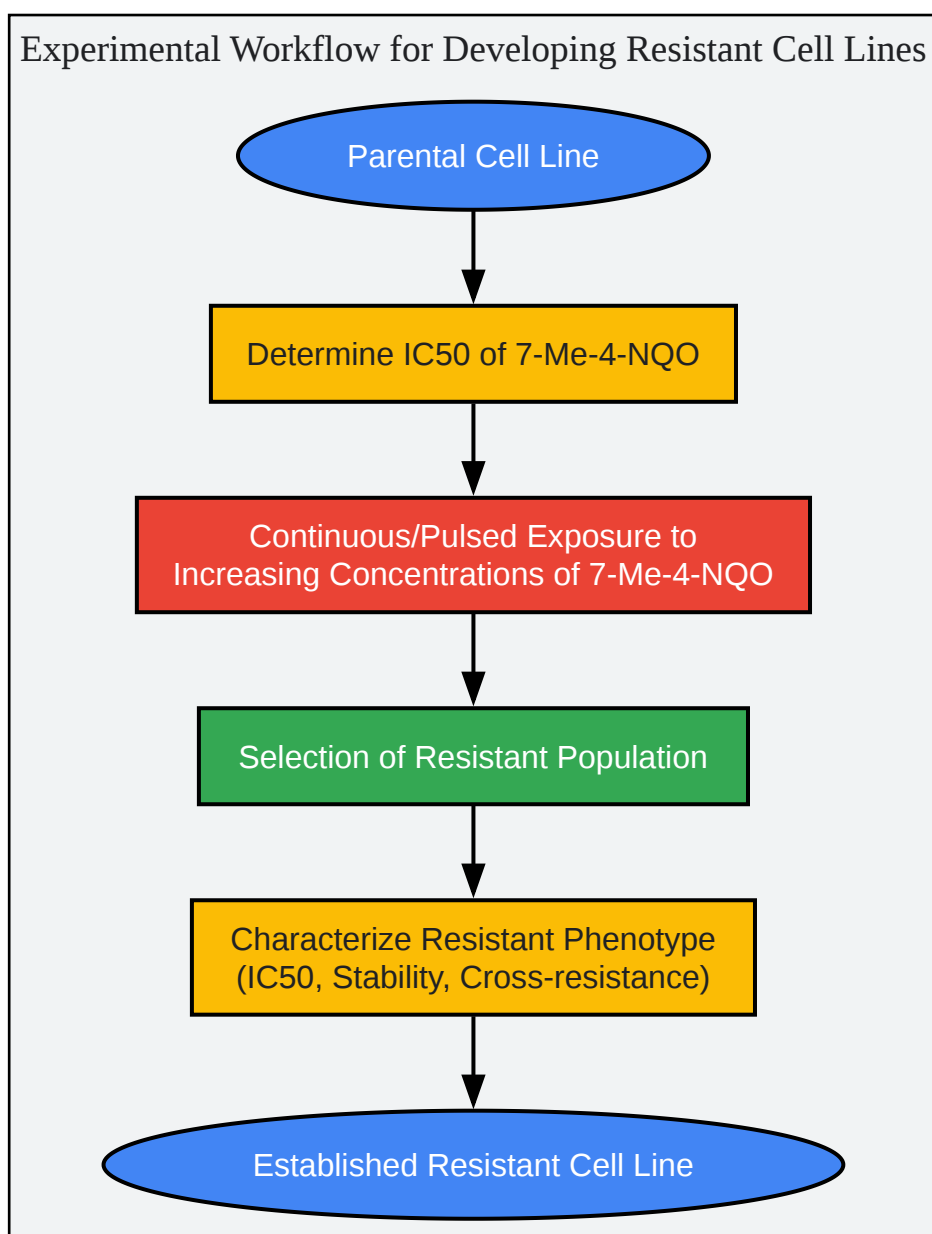 Experimental Workflow for Developing Resistant Cell Lines
Parental Cell Line
Determine IC50 of 7-Me-4-NQO
Continuous/Pulsed Exposure to
Increasing Concentrations of 7-Me-4-NQO
Selection of Resistant Population
Characterize Resistant Phenotype
(IC50, Stability, Cross-resistance)
Established Resistant Cell Line